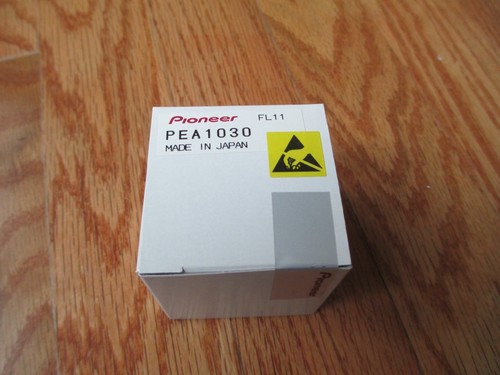 Pioneer FL11
PEA1030
MADE IN JAPAN
Pioneer